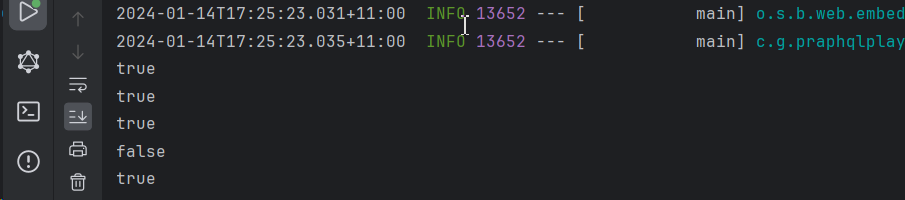 2024-01-14T17:25:23.031+11:00  INFO 13652 --- [           main] o.s.b.web.embed
2024-01-14T17:25:23.035+11:00  INFO 13652 --- [           main] c.g.praphqlplay
true
true
true
false
true